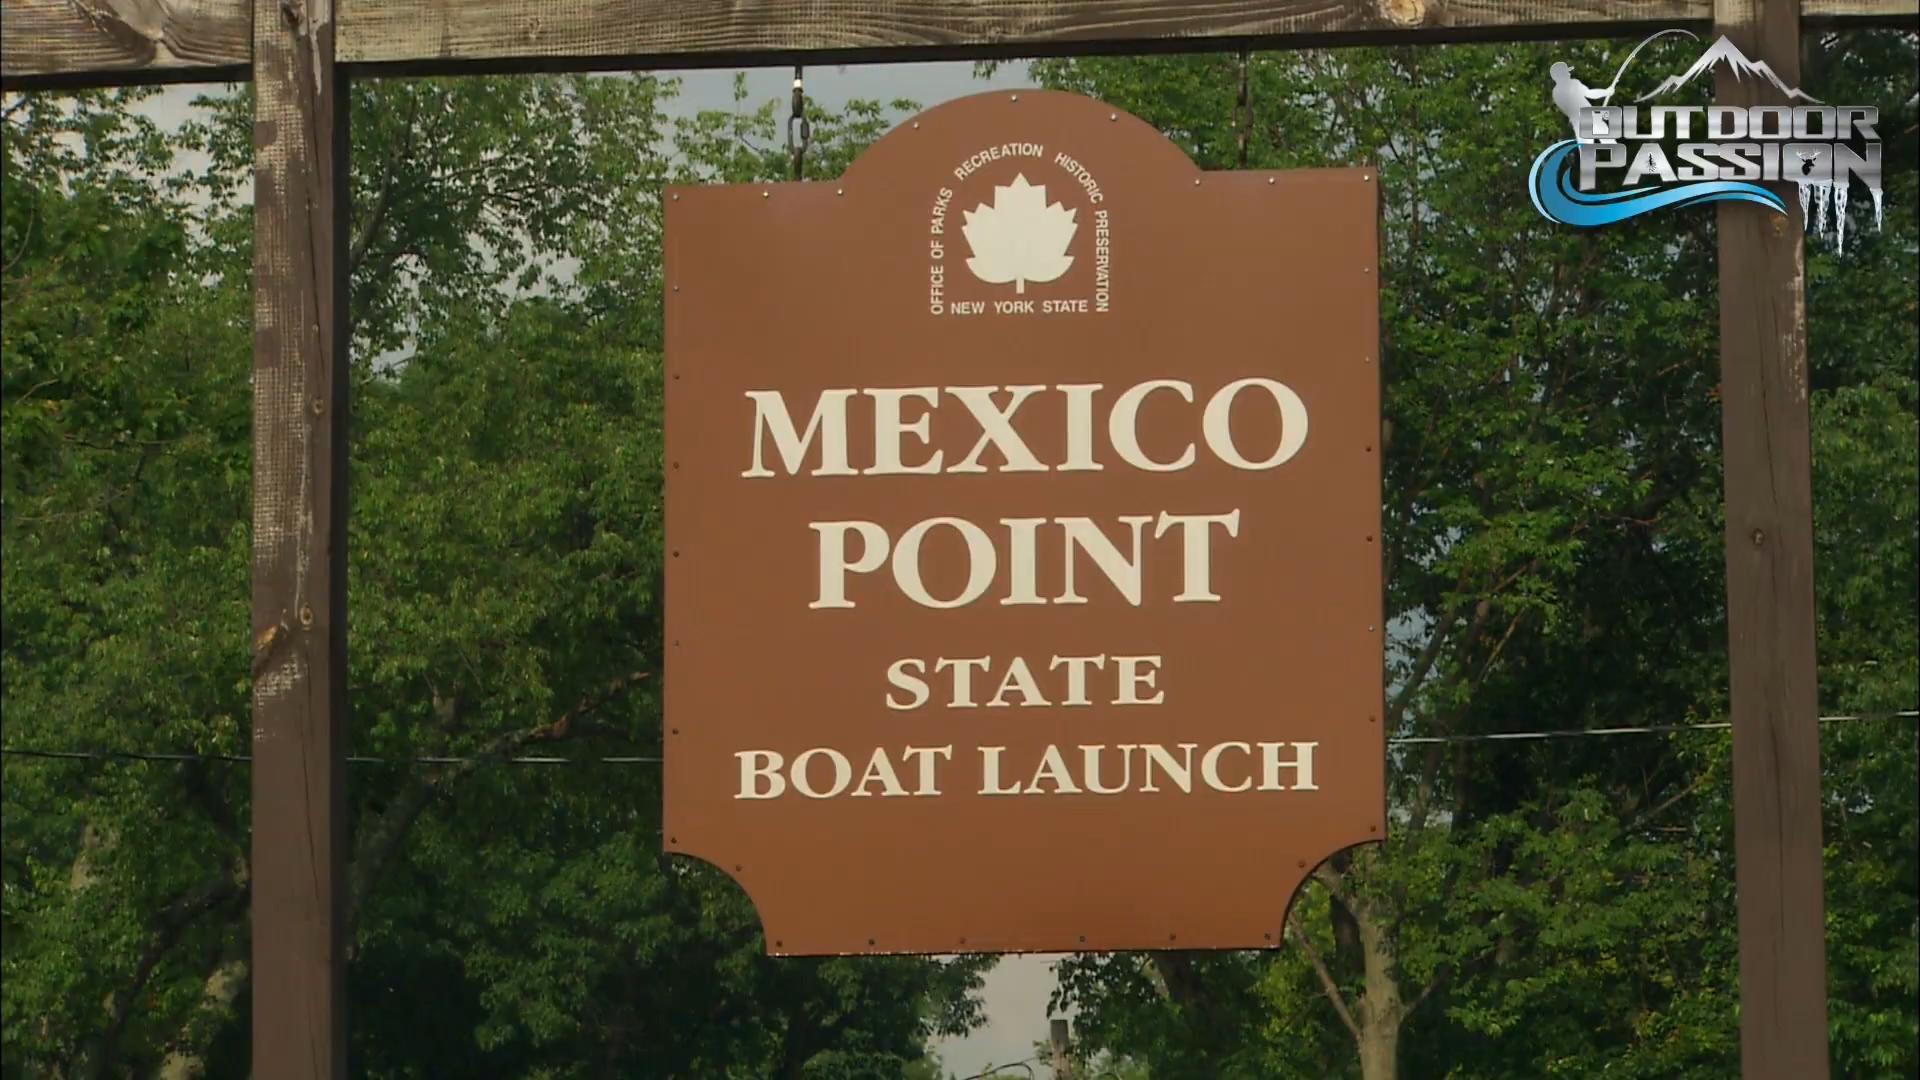 OUTDOOR
PASSION
OFFICE OF PARKS RECREATION HISTORIC PRESERVATION
NEW YORK STATE
MEXICO
POINT
STATE
BOAT LAUNCH